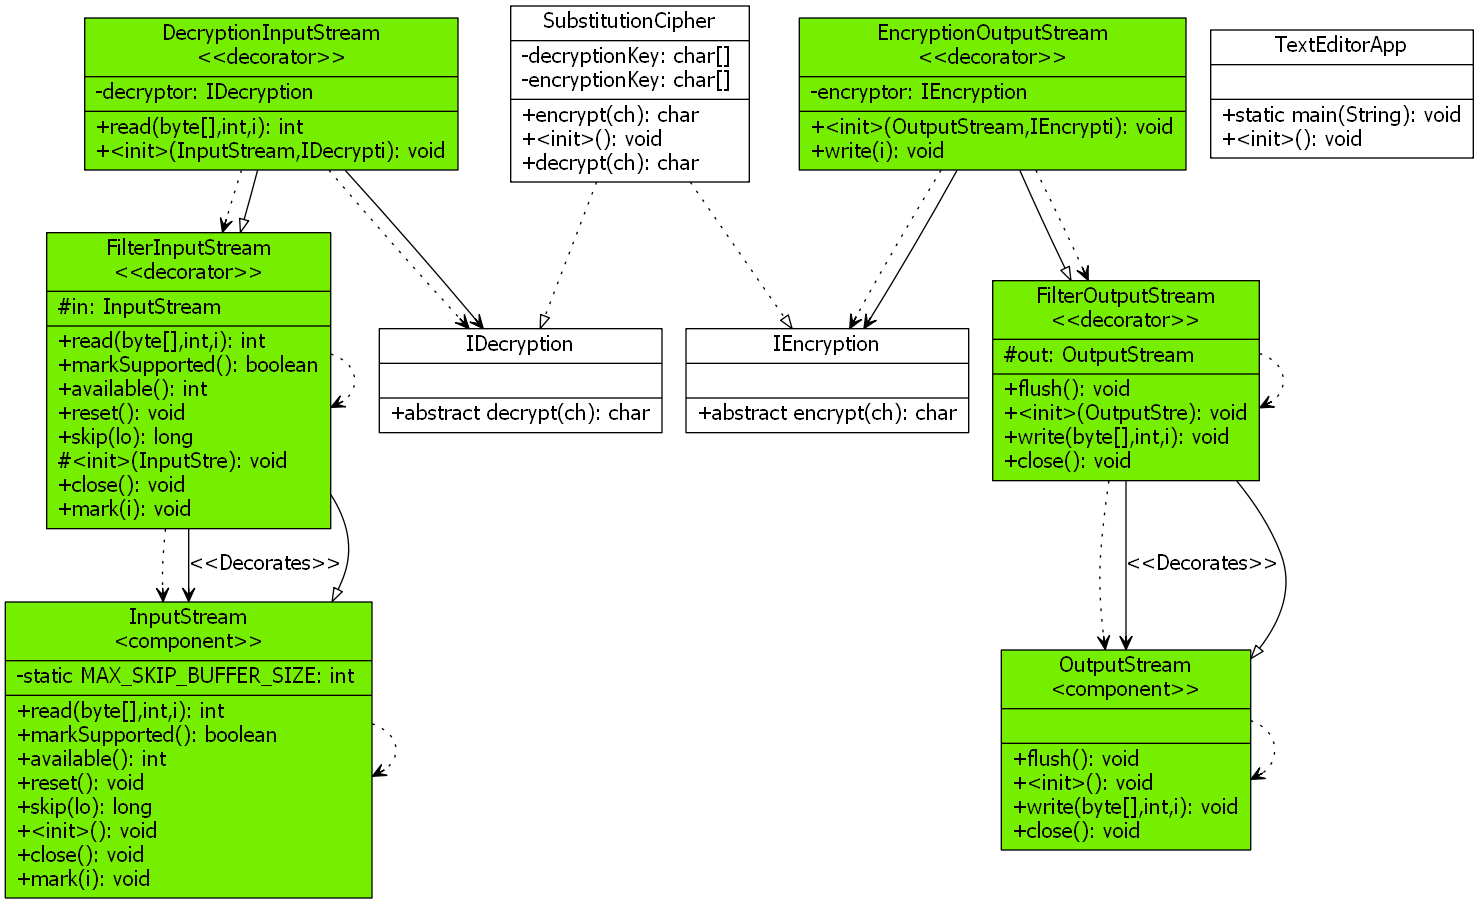 DecryptionInputStream
<<decorator>>
-decryptor: IDecryption
+read(byte[],int,i): int
+<init>(InputStream,IDecrypti): void
SubstitutionCipher
-decryptionKey: char[]
-encryptionKey: char[]
+encrypt(ch): char
+<init>(): void
+decrypt(ch): char
EncryptionOutputStream
<<decorator>>
-encryptor: IEncryption
+<init>(OutputStream,IEncrypti): void
+write(i): void
TextEditorApp
+static main(String): void
+<init>(): void
FilterInputStream
<<decorator>>
#in: InputStream
+read(byte[],int,i): int
+markSupported(): boolean
+available(): int
+reset(): void
+skip(lo): long
#<init>(InputStre): void
+close(): void
+mark(i): void
IDecryption
+abstract decrypt(ch): char
IEncryption
+abstract encrypt(ch): char
FilterOutputStream
<<decorator>>
#out: OutputStream
+flush(): void
+<init>(OutputStre): void
+write(byte[],int,i): void
+close(): void
<<Decorates>>
<<Decorates>>
InputStream
<component>>
-static MAX_SKIP_BUFFER_SIZE: int
+read(byte[],int,i): int
+markSupported(): boolean
+available(): int
+reset(): void
+skip(lo): long
+<init>(): void
+close(): void
+mark(i): void
OutputStream
<component>>
+flush(): void
+<init>(): void
+write(byte[],int,i): void
+close(): void